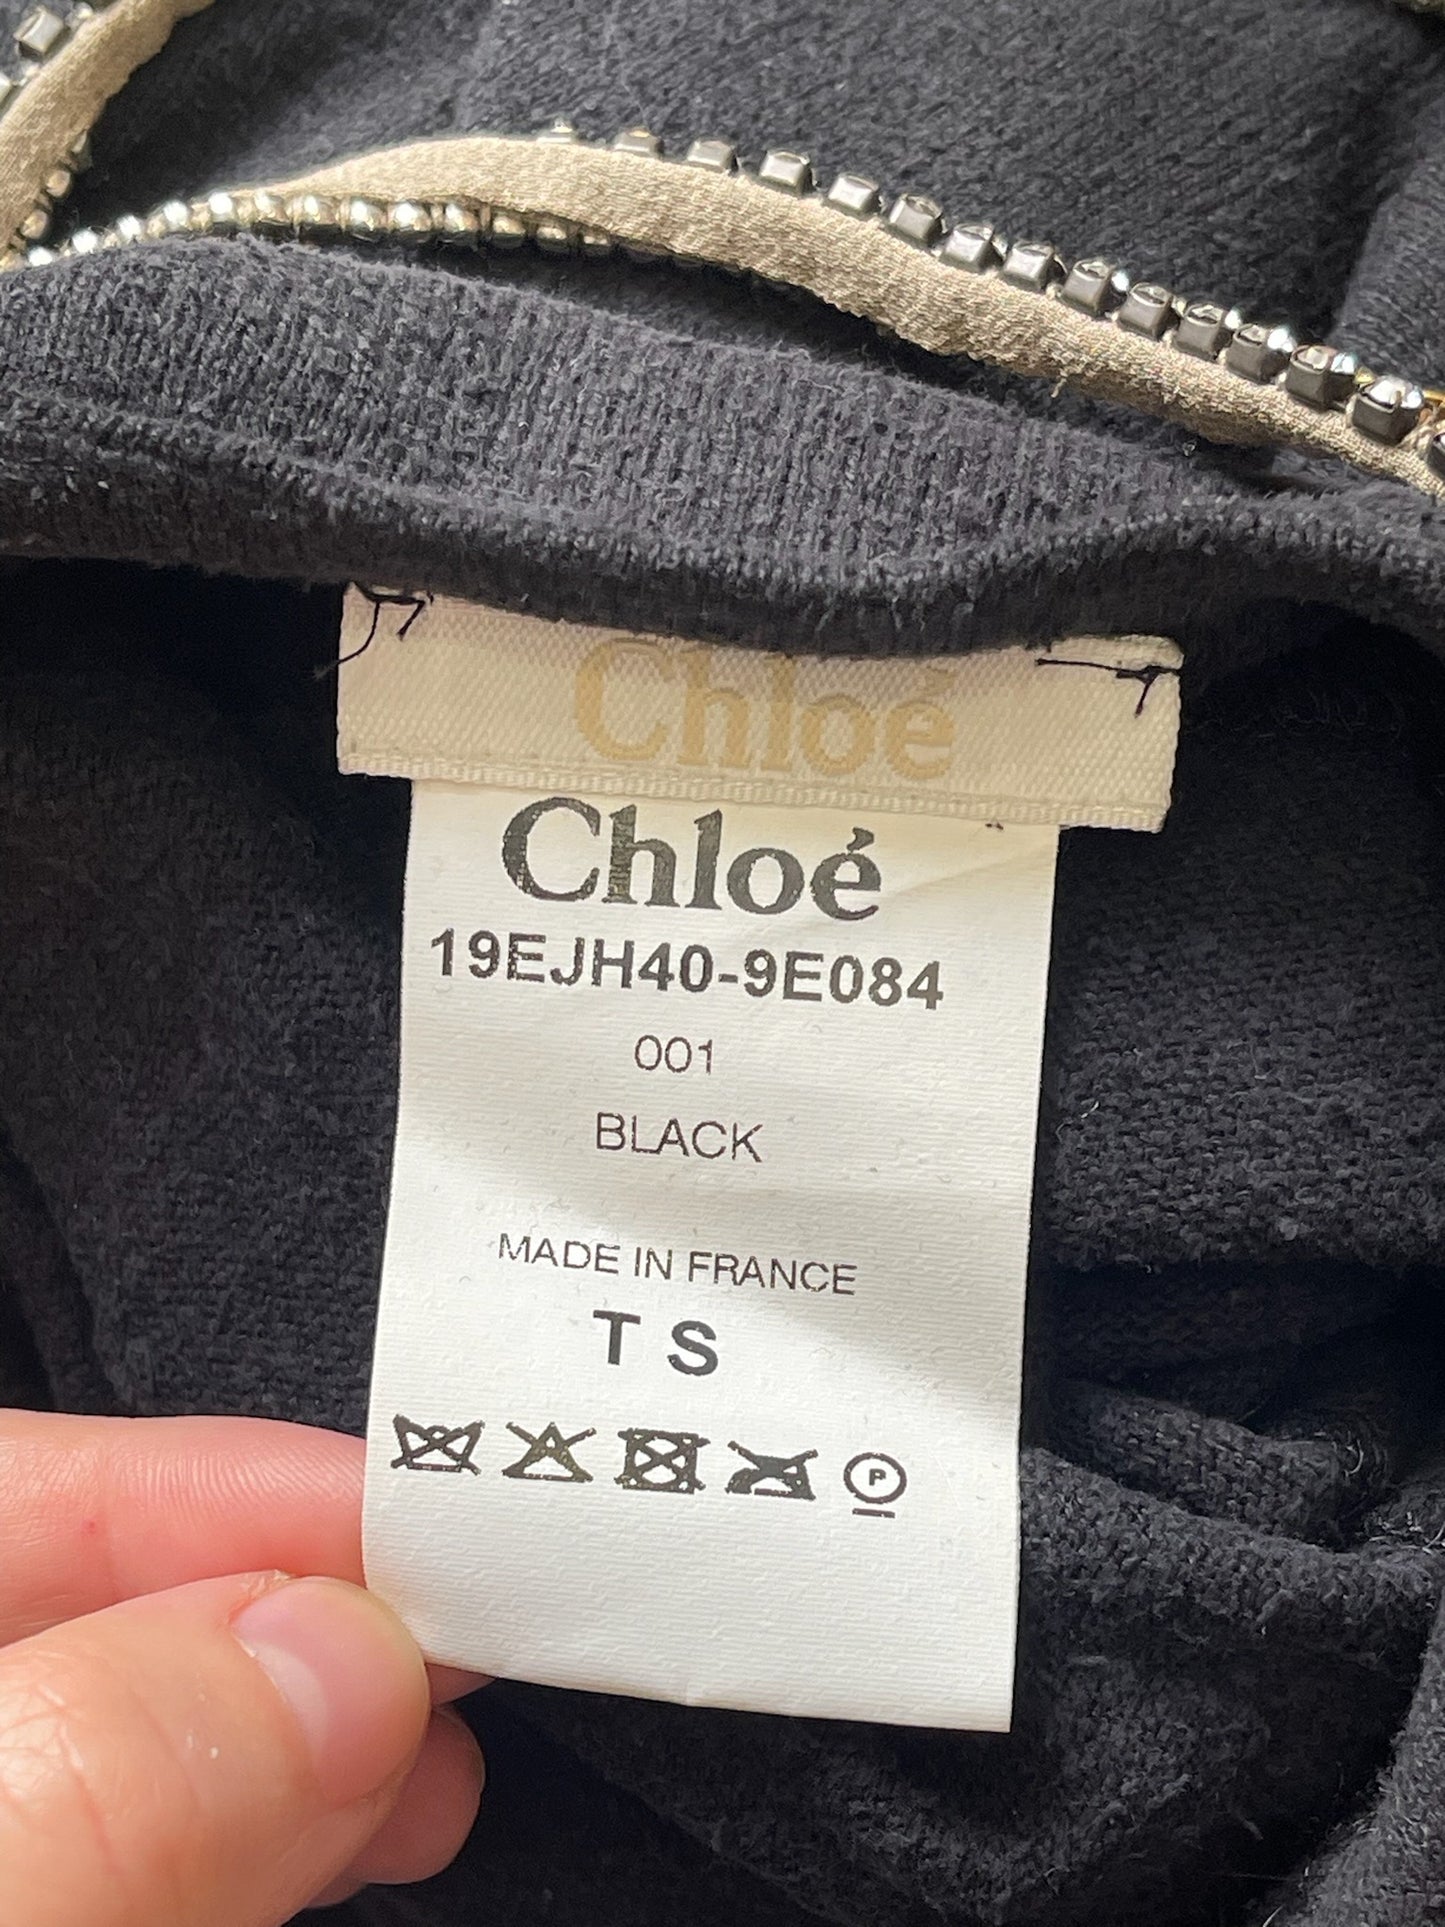 Chloé
Chloé
19EJH40-9E084
001
BLACK
MADE IN FRANCE
T S
P